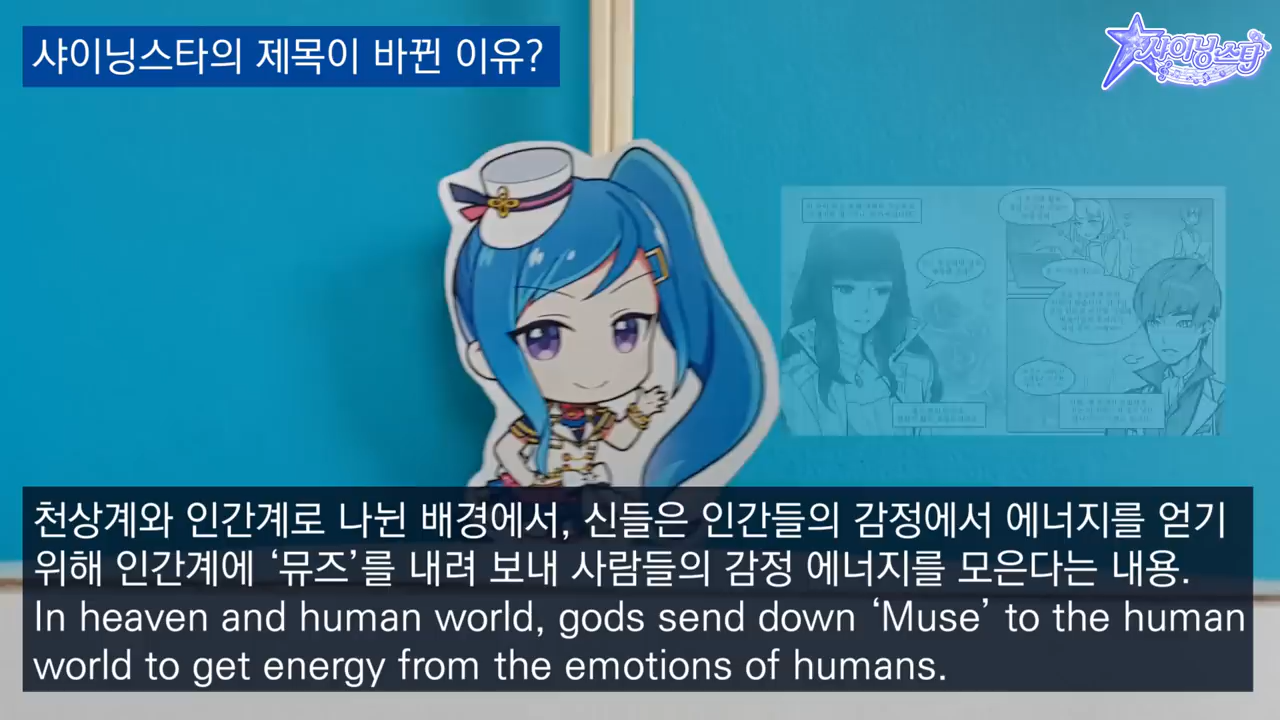 샤이닝스타의 제목이 바뀐 이유?
샤이닝스타
천상계와 인간계로 나뉜 배경에서, 신들은 인간들의 감정에서 에너지를 얻기
위해 인간계에 ‘뮤즈’를 내려 보내 사람들의 감정 에너지를 모은다는 내용.
In heaven and human world, gods send down ‘Muse’ to the human
world to get energy from the emotions of humans.